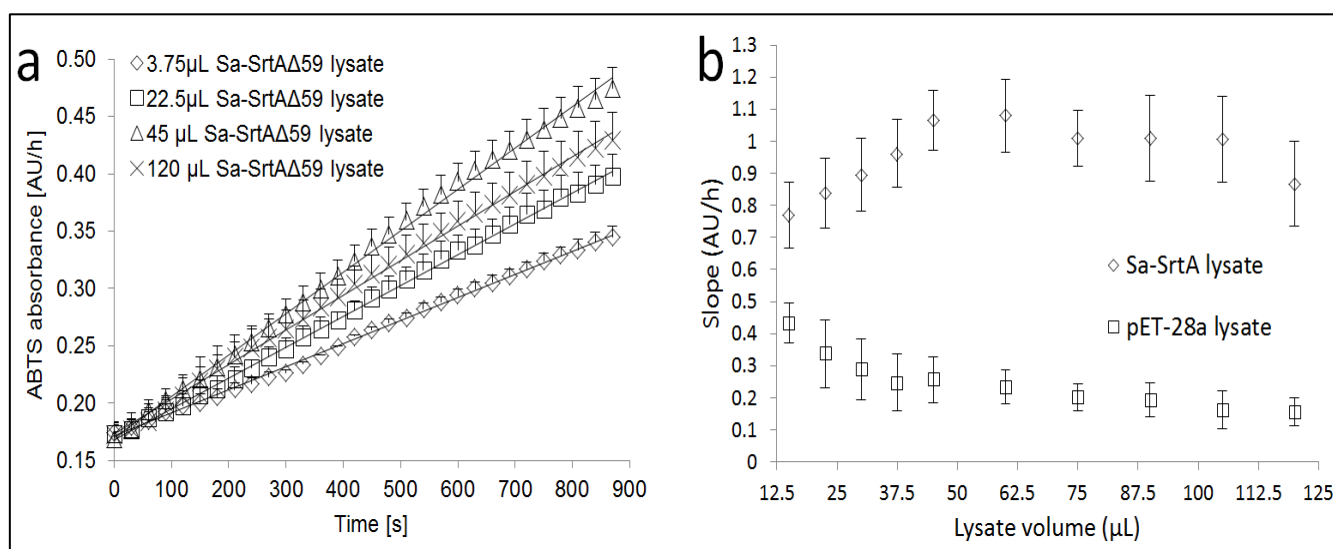 a
3.75µL Sa-SrtAΔ59 lysate
22.5µL Sa-SrtAΔ59 lysate
45 µL Sa-SrtAΔ59 lysate
120 µL Sa-SrtAΔ59 lysate
ABTS absorbance [AU/h]
0.50
0.45
0.40
0.35
0.30
0.25
0.20
0.15
0 100 200 300 400 500 600 700 800 900
Time [s]
b
Slope (AU/h)
1.3
1.2
1.1
1
0.9
0.8
0.7
0.6
0.5
0.4
0.3
0.2
0.1
0
Sa-SrtA lysate
pET-28a lysate
12.5 25 37.5 50 62.5 75 87.5 100 112.5 125
Lysate volume (µL)